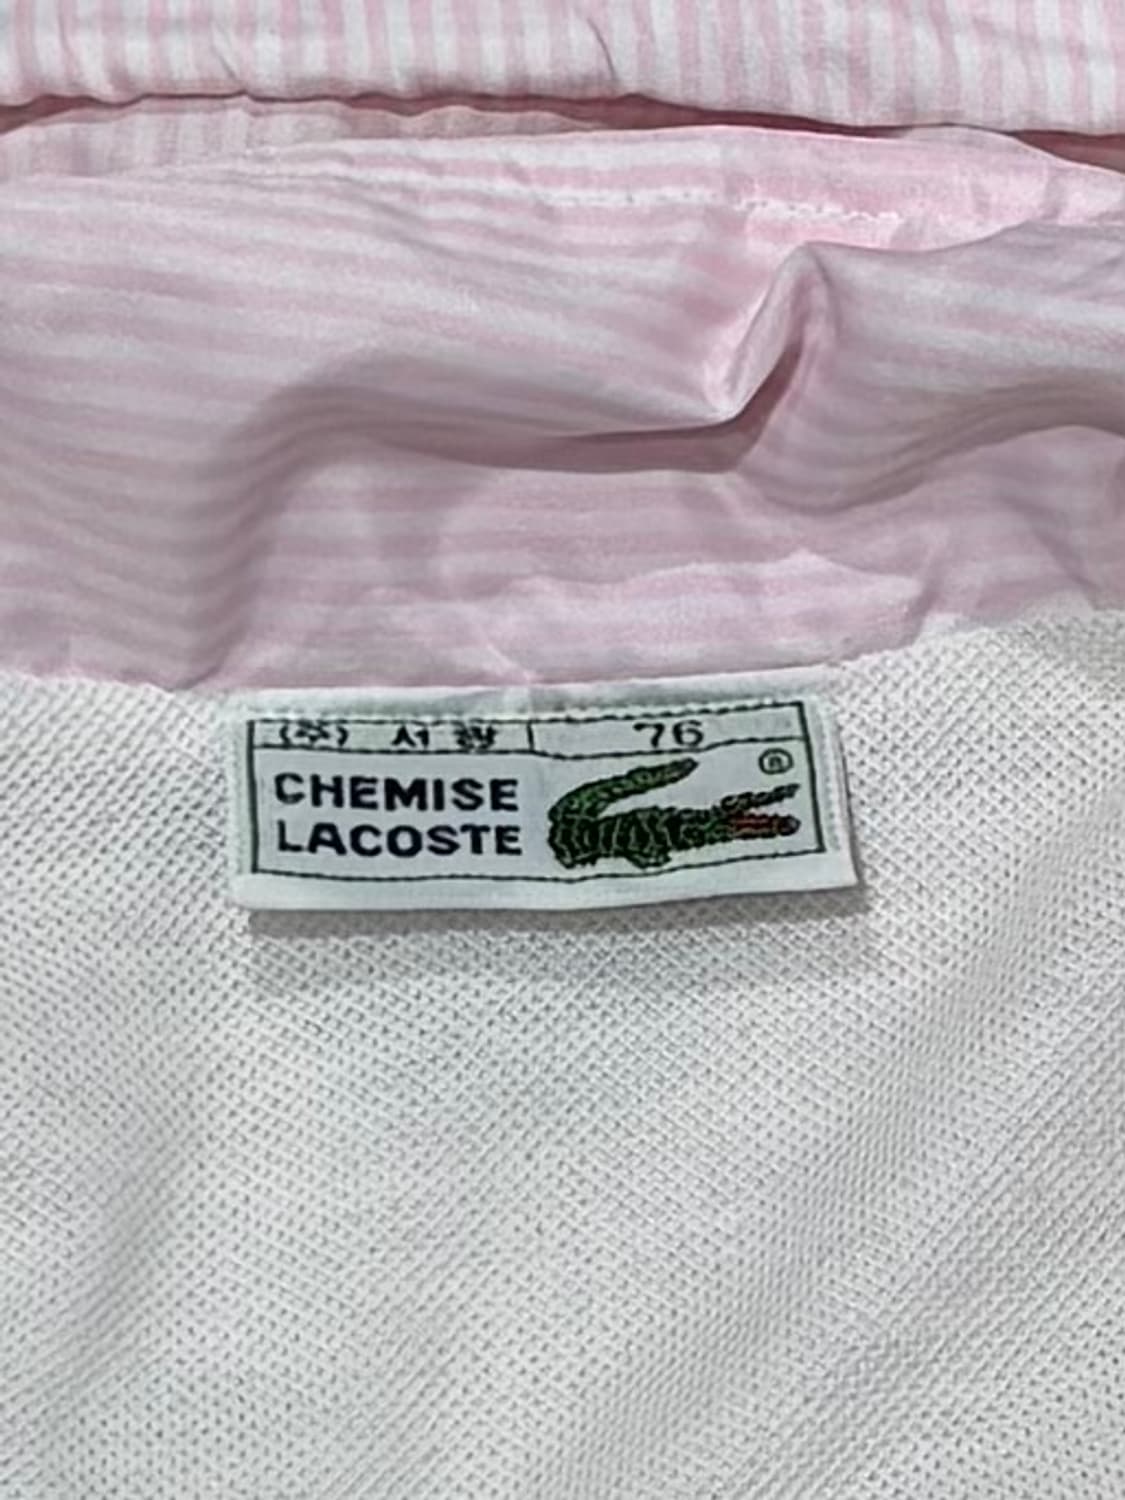 (주) 서광 76
CHEMISE
LACOSTE
®